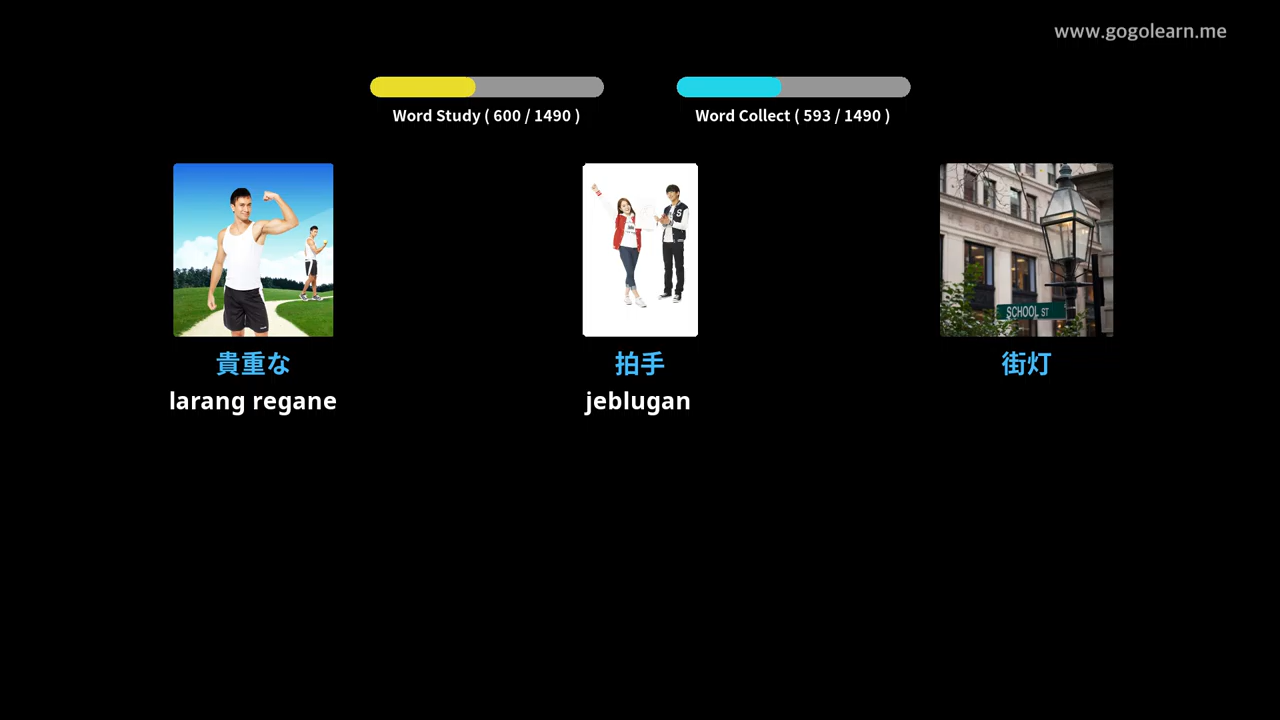 www.gogolearn.me
Word Study ( 600 / 1490 )
Word Collect ( 593 / 1490 )
SCHOOL ST
貴重な
larang regane
拍手
jeblugan
街灯